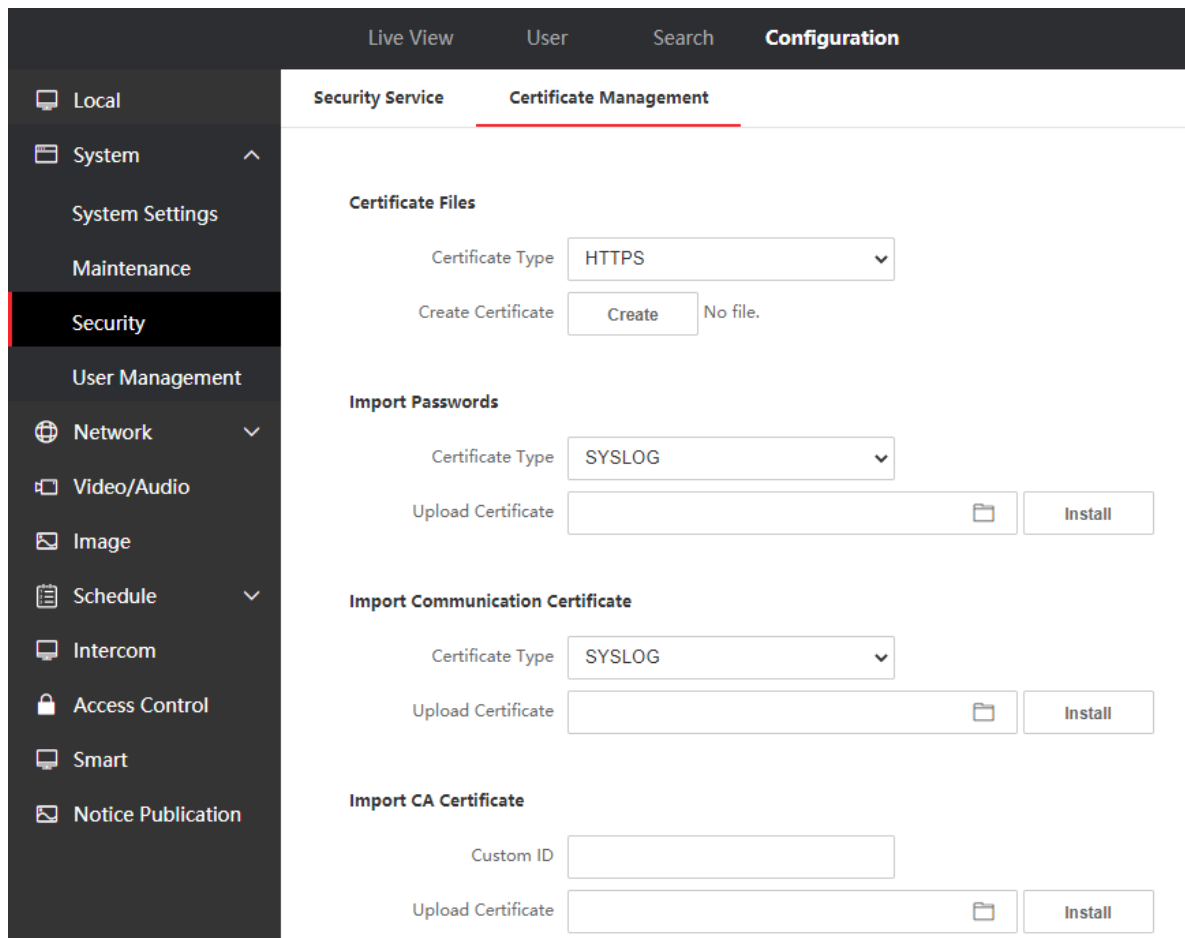 Live View User Search Configuration
Local
Security Service Certificate Management
System
System Settings
Maintenance
Security
User Management
Network
Video/Audio
Image
Schedule
Intercom
Access Control
Smart
Notice Publication
Certificate Files
Certificate Type HTTPS
Create Certificate Create No file.
Import Passwords
Certificate Type SYSLOG
Upload Certificate Install
Import Communication Certificate
Certificate Type SYSLOG
Upload Certificate Install
Import CA Certificate
Custom ID
Upload Certificate Install